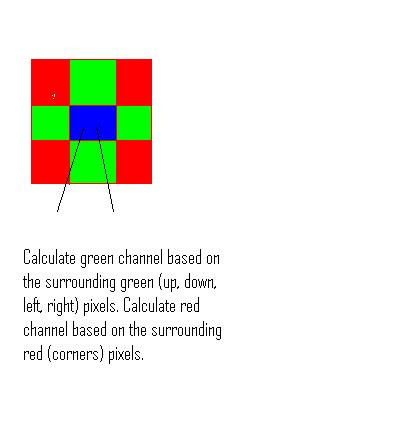 Calculate green channel based on
the surrounding green (up, down,
left, right) pixels. Calculate red
channel based on the surrounding
red (corners) pixels.